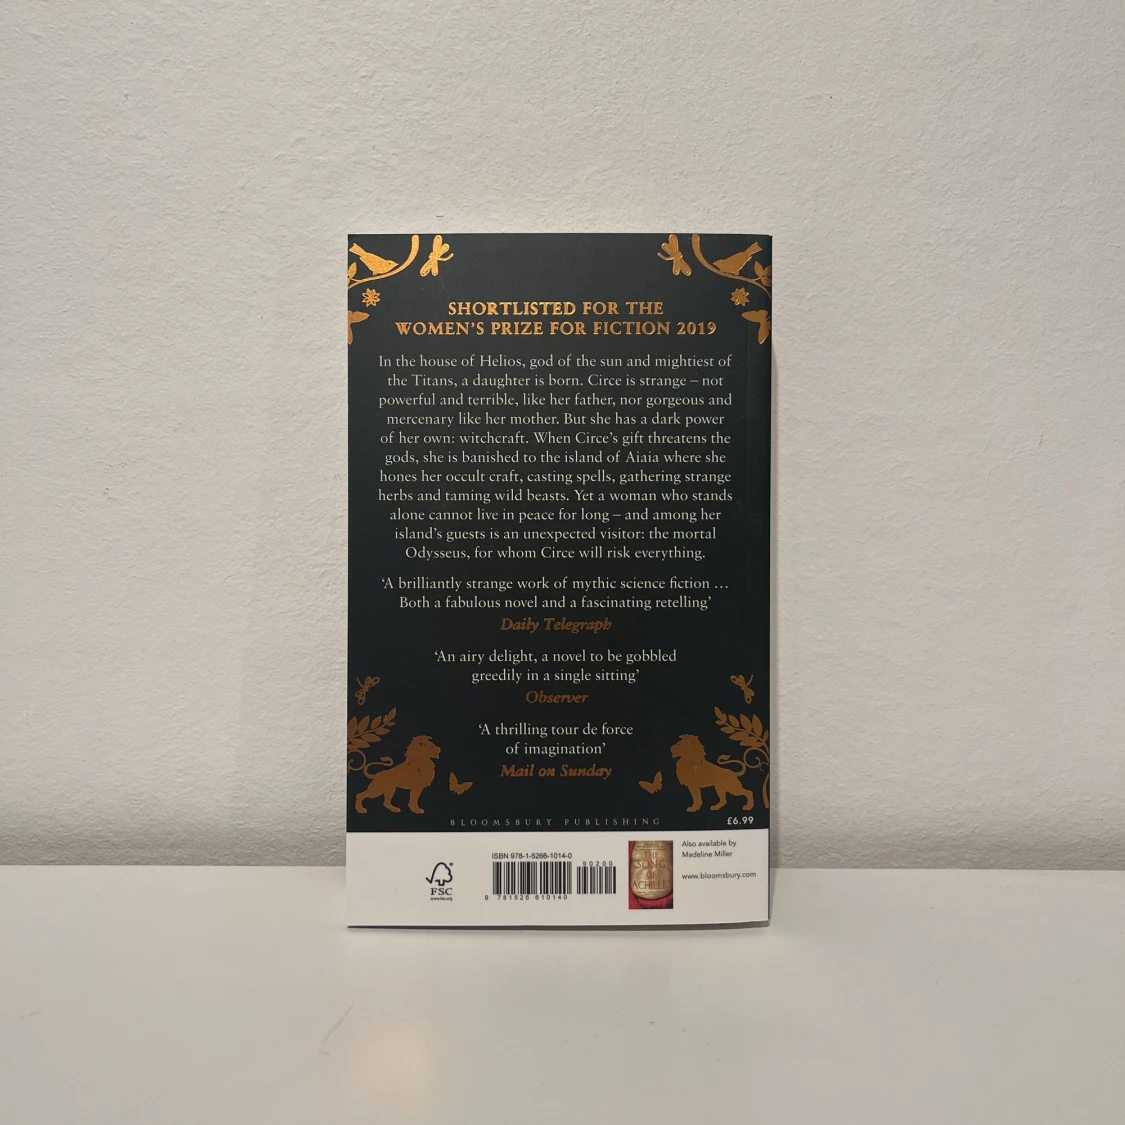 SHORTLISTED FOR THE
WOMEN'S PRIZE FOR FICTION 2019
In the house of Helios, god of the sun and mightiest of
the Titans, a daughter is born. Circe is strange – not
powerful and terrible, like her father, nor gorgeous and
mercenary like her mother. But she has a dark power
of her own: witchcraft. When Circe's gift threatens the
gods, she is banished to the island of Aiaia where she
hones her occult craft, casting spells, gathering strange
herbs and taming wild beasts. Yet a woman who stands
alone cannot live in peace for long – and among her
island's guests is an unexpected visitor: the mortal
Odysseus, for whom Circe will risk everything.
'A brilliantly strange work of mythic science fiction …
Both a fabulous novel and a fascinating retelling'
Daily Telegraph
'An airy delight, a novel to be gobbled
greedily in a single sitting'
Observer
'A thrilling tour de force
of imagination'
Mail on Sunday
BLOOMSBURY PUBLISHING
£6.99
FSC
www.fsc.org
ISBN 978-1-5266-1014-0
90200
9 781526 610140
SONG
OF
ACHILLE
Also available by
Madeline Miller
www.bloomsbury.com